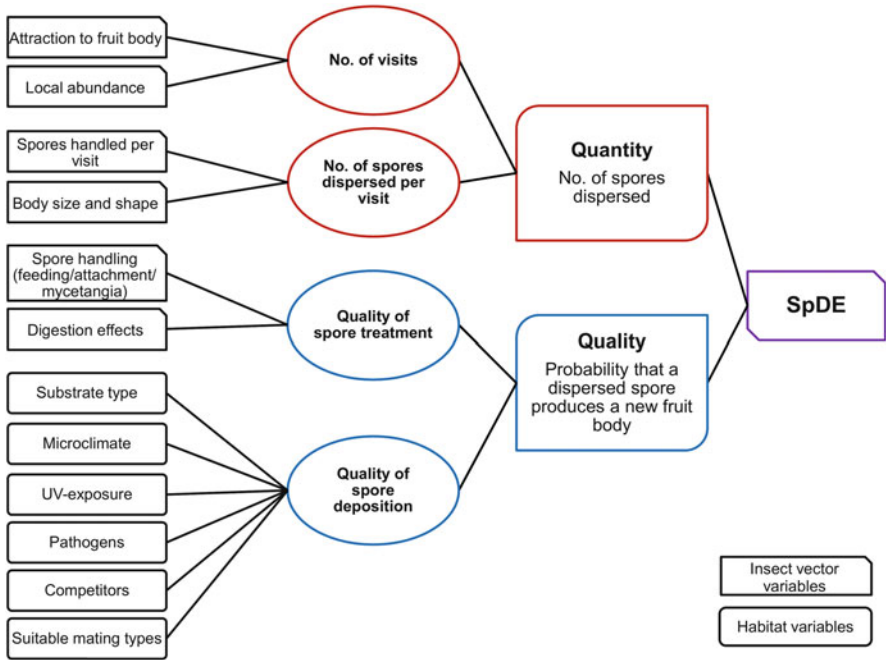 Attraction to fruit body
Local abundance
Spores handled per
visit
Body size and shape
Spore handling
(feeding/attachment/
mycetangia)
Digestion effects
Substrate type
Microclimate
UV-exposure
Pathogens
Competitors
Suitable mating types
No. of visits
No. of spores
dispersed per
visit
Quality of
spore treatment
Quality of
spore
deposition
Quantity
No. of spores
dispersed
Quality
Probability that a
dispersed spore
produces a new fruit
body
SpDE
Insect vector
variables
Habitat variables